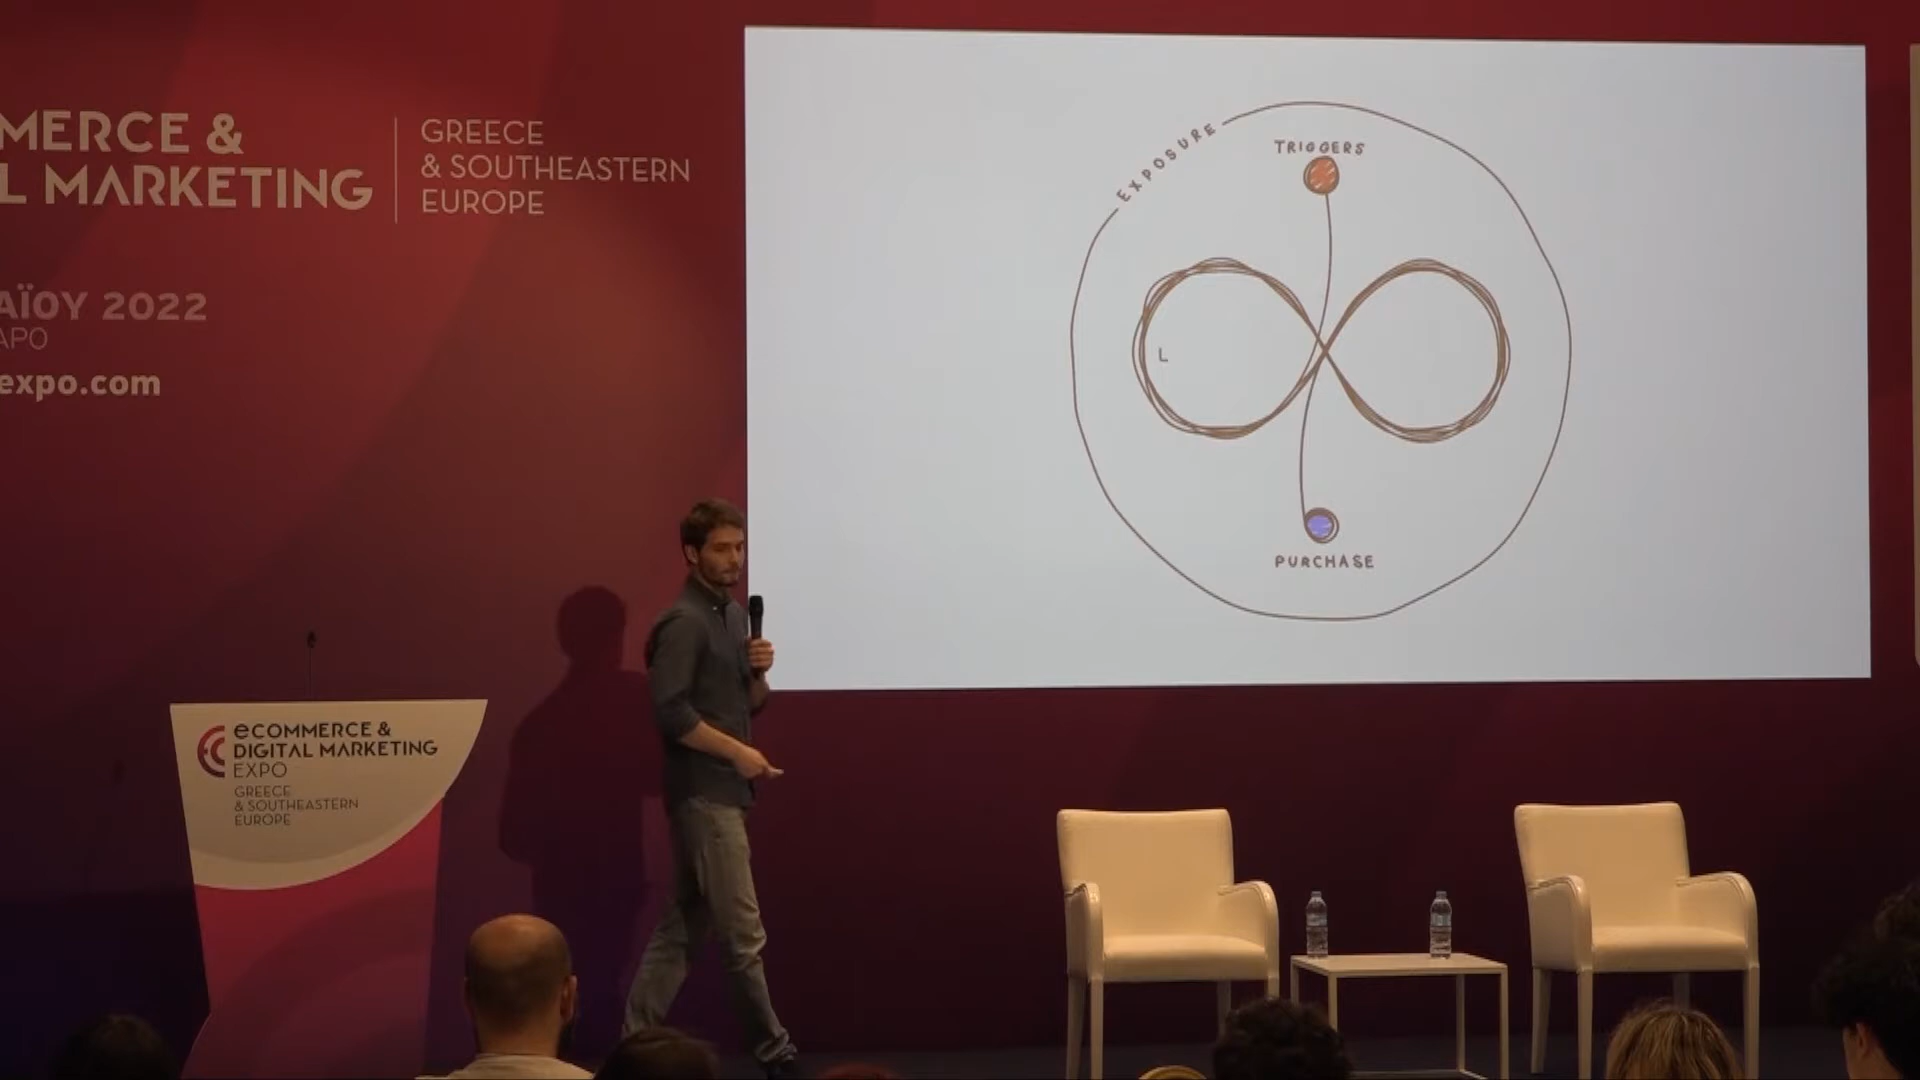 MERCE &
L MARKETING
GREECE
& SOUTHEASTERN
EUROPE
ΑΪΟΥ 2022
APO
expo.com
EXPOSURE
TRIGGERS
L
PURCHASE
eCOMMERCE &
DIGITAL MARKETING
EXPO
GREECE
& SOUTHEASTERN
EUROPE